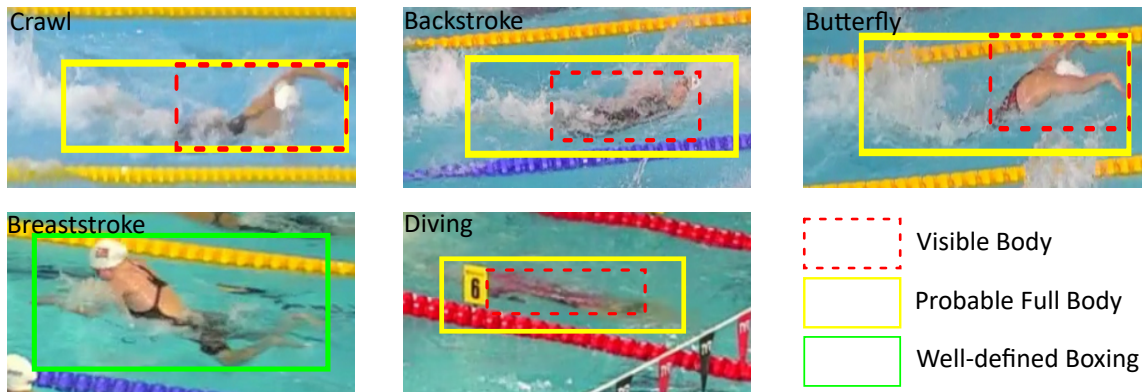 Crawl
Backstroke
Butterfly
Breaststroke
Diving
6
Visible Body
Probable Full Body
Well-defined Boxing